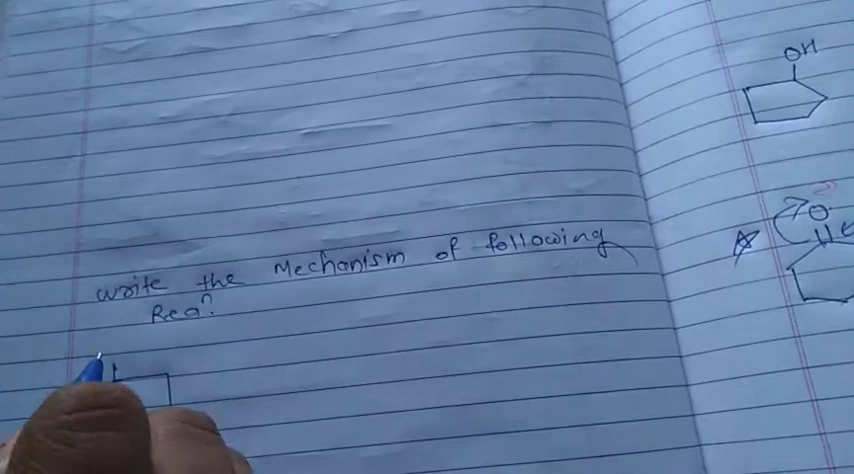 Write the Mechanism of following
Reaⁿ.
OH
O